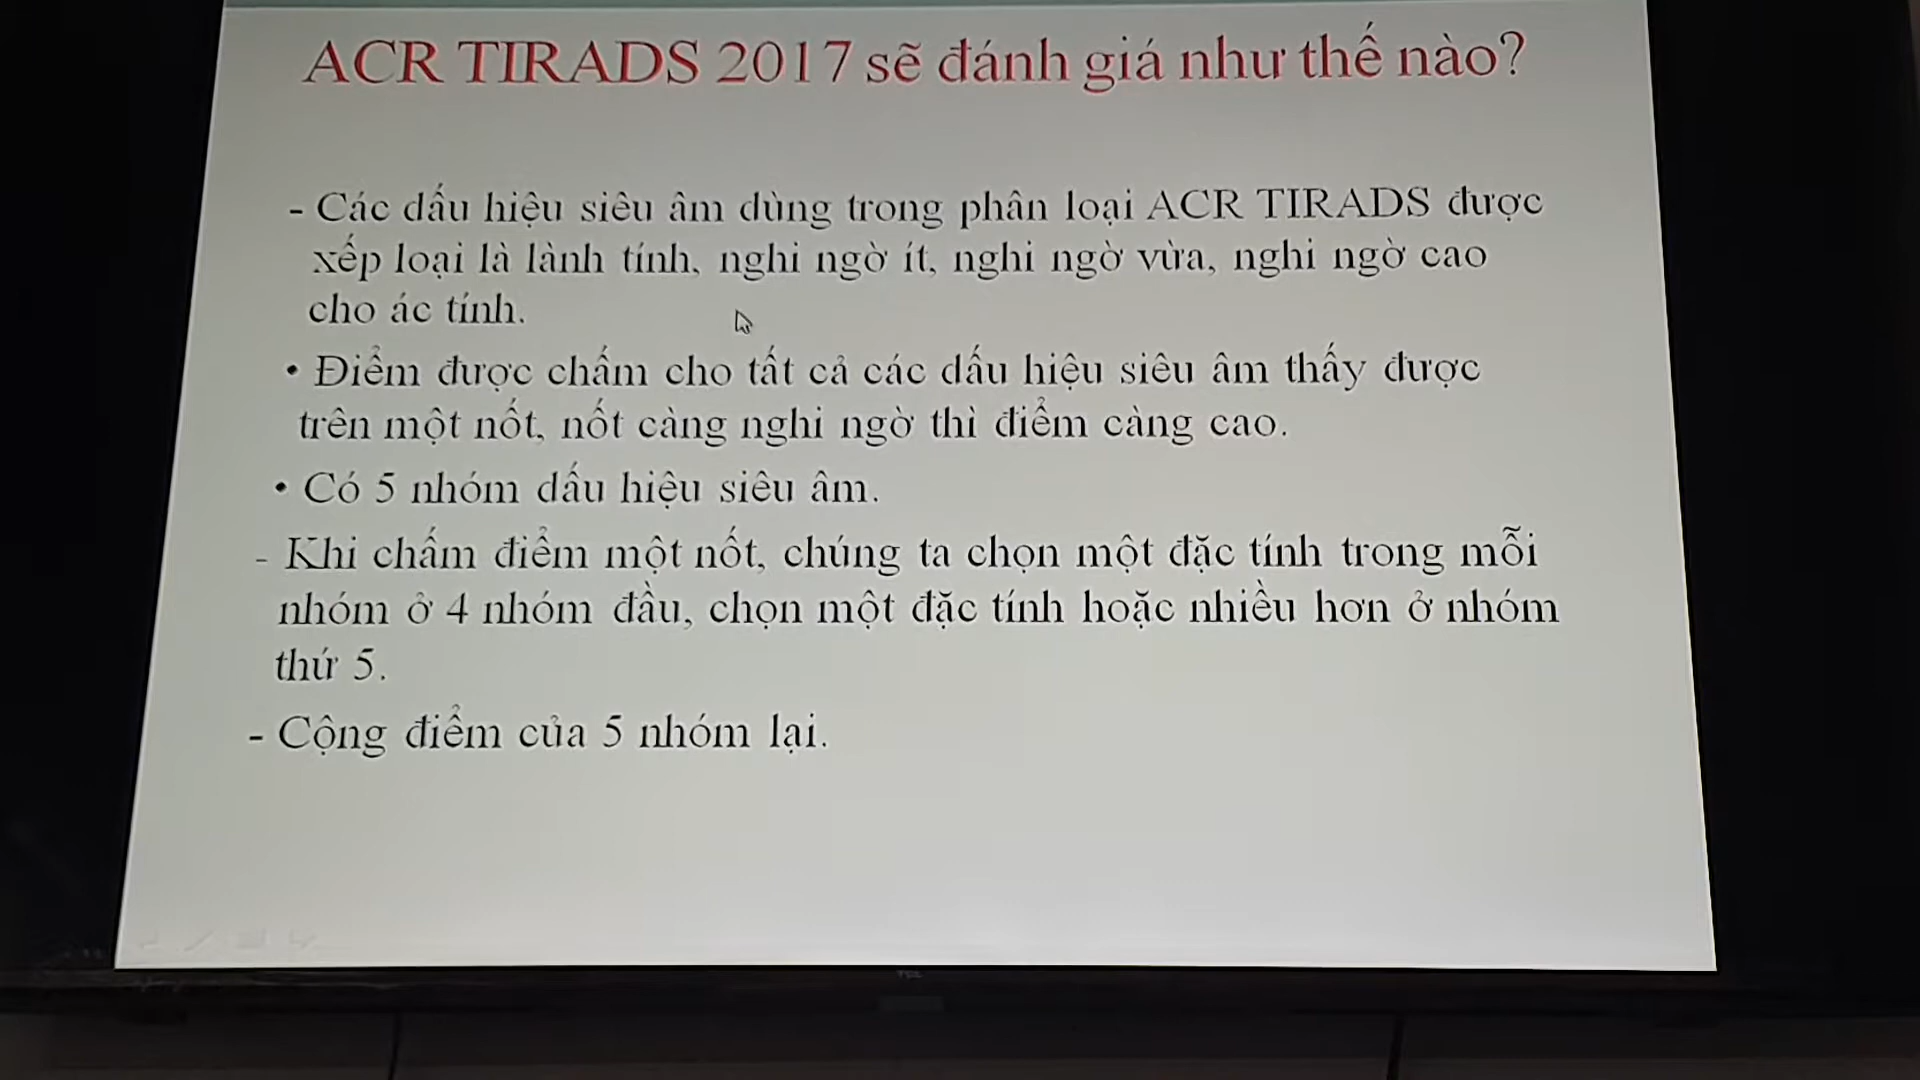 ACR TIRADS 2017 sẽ đánh giá như thế nào?
- Các dấu hiệu siêu âm dùng trong phân loại ACR TIRADS được
xếp loại là lành tính, nghi ngờ ít, nghi ngờ vừa, nghi ngờ cao
cho ác tính.
• Điểm được chấm cho tất cả các dấu hiệu siêu âm thấy được
trên một nốt, nốt càng nghi ngờ thì điểm càng cao.
• Có 5 nhóm dấu hiệu siêu âm.
- Khi chấm điểm một nốt, chúng ta chọn một đặc tính trong mỗi
nhóm ở 4 nhóm đầu, chọn một đặc tính hoặc nhiều hơn ở nhóm
thứ 5.
- Cộng điểm của 5 nhóm lại.
TCL